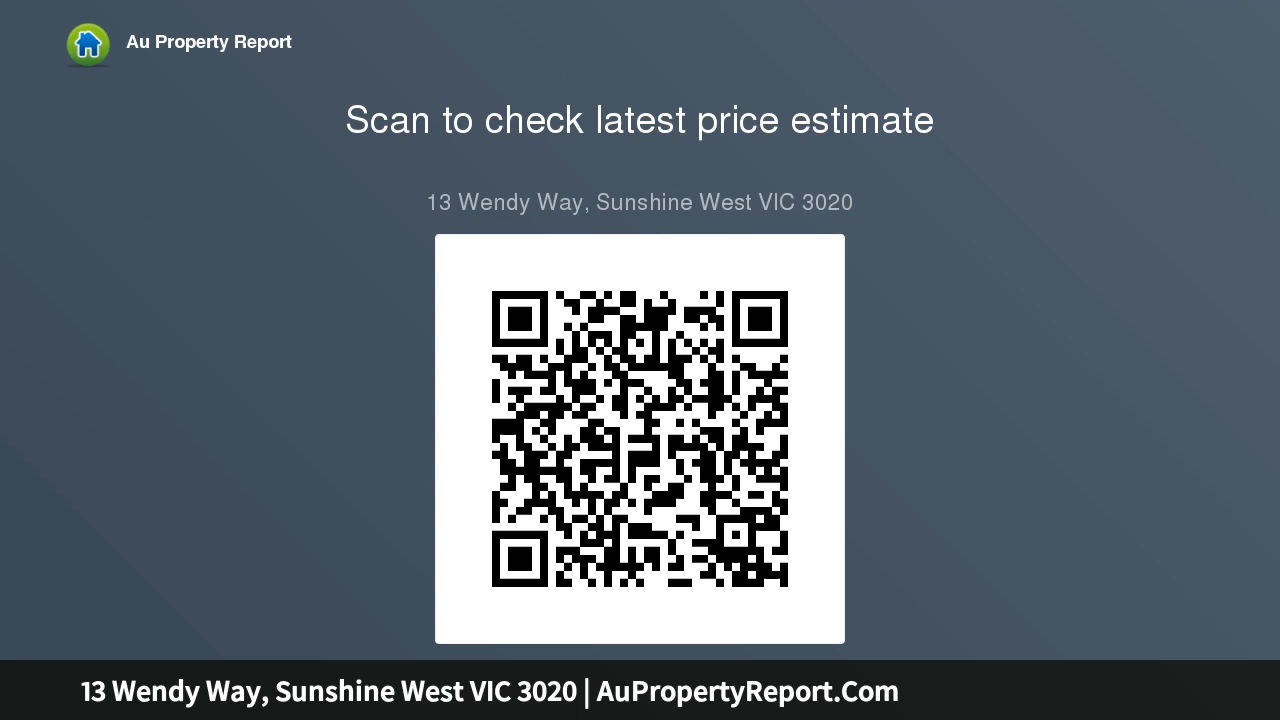 Au Property Report
Scan to check latest price estimate
13 Wendy Way, Sunshine West VIC 3020
13 Wendy Way, Sunshine West VIC 3020 | AuPropertyReport.Com